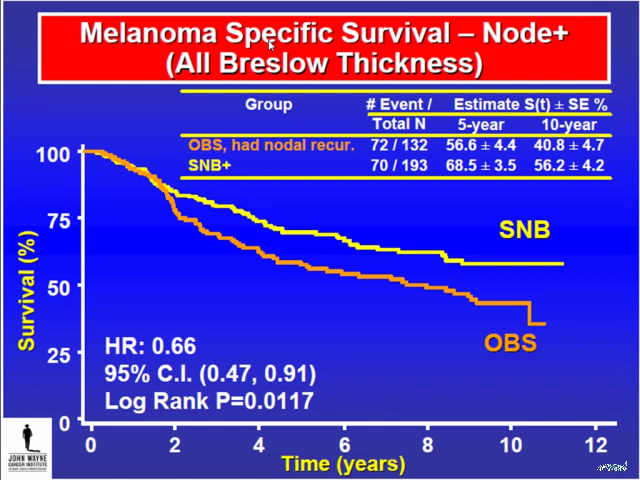 Melanoma Specific Survival – Node+
(All Breslow Thickness)
Group # Event / Estimate S(t) ± SE %
Total N 5-year 10-year
OBS, had nodal recur. 72 / 132 56.6 ± 4.4 40.8 ± 4.7
SNB+ 70 / 193 68.5 ± 3.5 56.2 ± 4.2
100
75
50
25
0
Survival (%)
SNB
OBS
HR: 0.66
95% C.I. (0.47, 0.91)
Log Rank P=0.0117
0 2 4 6 8 10 12
Time (years)
JOHN WAYNE
CANCER INSTITUTE